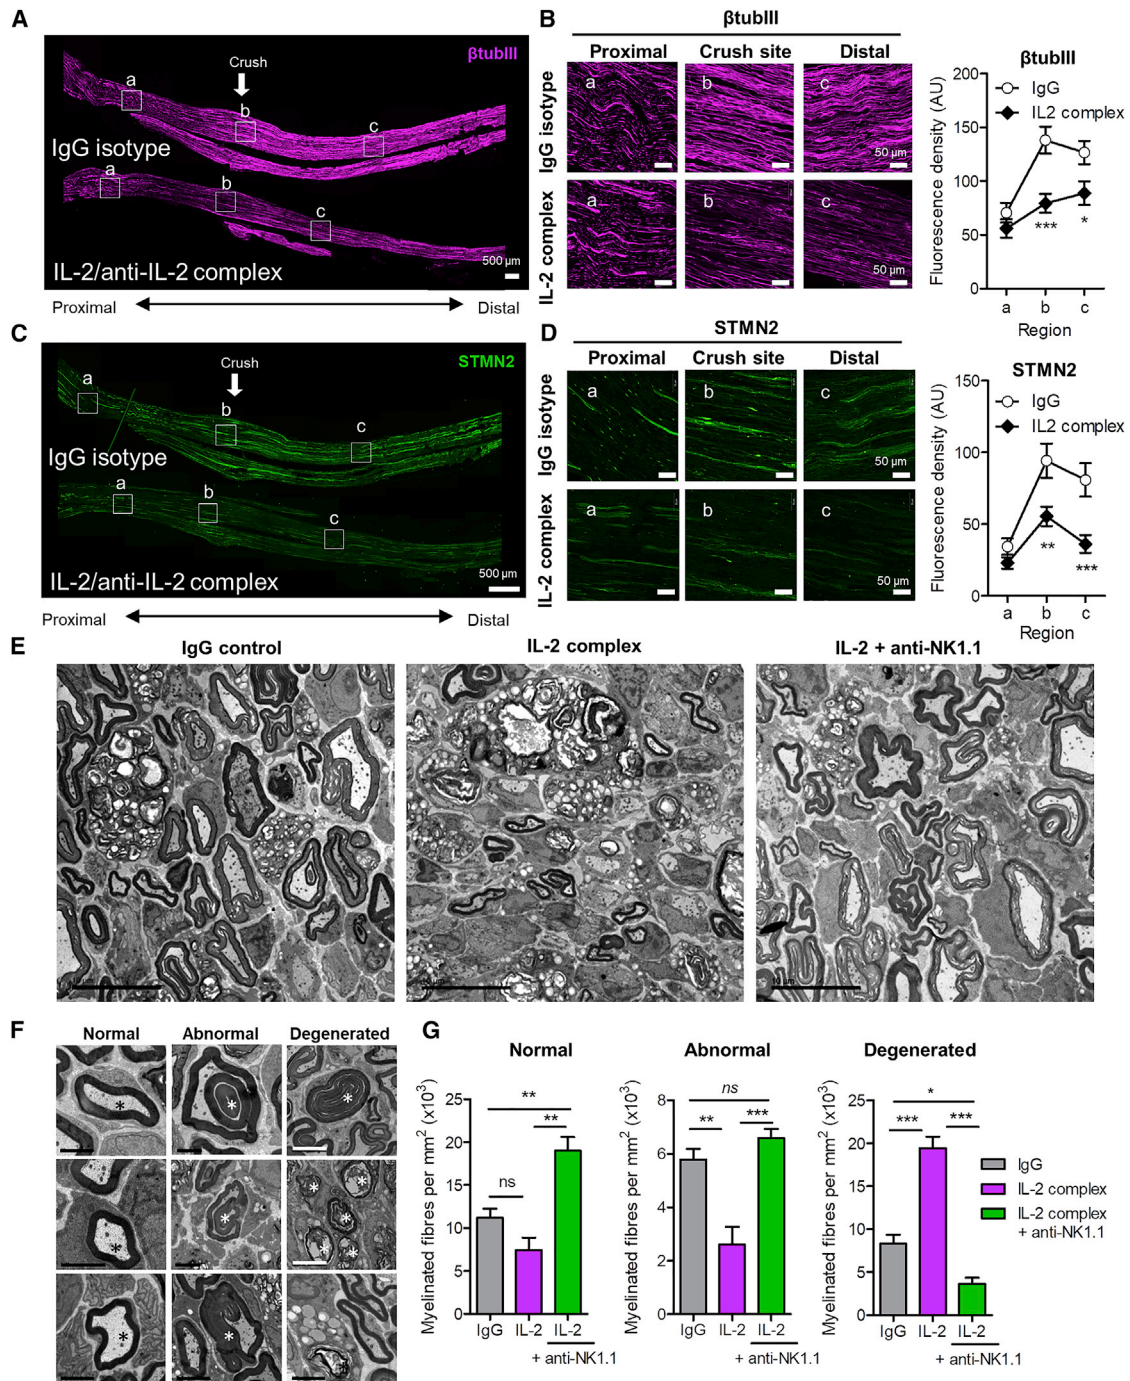 A
βtubIII
Crush
a
b
c
IgG isotype
a
b
c
500 µm
IL-2/anti-IL-2 complex
Proximal
Distal
B
βtubIII
Proximal
Crush site
Distal
IgG isotype
a
b
c
50 µm
IL-2 complex
a
b
c
50 µm
βtubIII
IgG
IL2 complex
Fluorescence density (AU)
200
150
100
50
0
***
*
a
b
c
Region
C
STMN2
Crush
a
b
c
IgG isotype
a
b
c
500 µm
IL-2/anti-IL-2 complex
Proximal
Distal
D
STMN2
Proximal
Crush site
Distal
IgG isotype
a
b
c
50 µm
IL-2 complex
a
b
c
50 µm
STMN2
IgG
IL2 complex
Fluorescence density (AU)
150
100
50
0
**
***
a
b
c
Region
E
IgG control
IL-2 complex
IL-2 + anti-NK1.1
10 µm
F
Normal
Abnormal
Degenerated
G
Normal
Myelinated fibres per mm² (x10³)
25
20
15
10
5
0
**
**
ns
IgG
IL-2
IL-2
+ anti-NK1.1
Abnormal
Myelinated fibres per mm² (x10³)
8
6
4
2
0
ns
**
***
IgG
IL-2
IL-2
+ anti-NK1.1
Degenerated
Myelinated fibres per mm² (x10³)
25
20
15
10
5
0
*
***
***
IgG
IL-2
IL-2
+ anti-NK1.1
IgG
IL-2 complex
IL-2 complex
+ anti-NK1.1